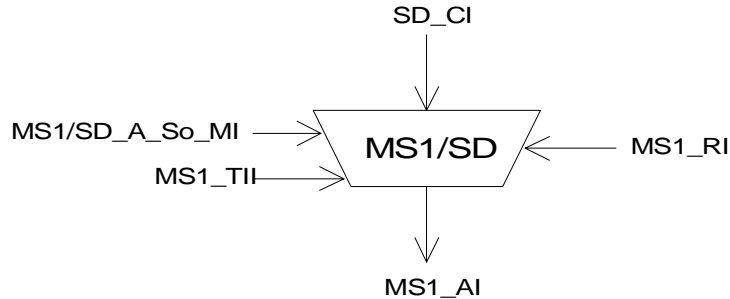 SD_CI
MS1/SD_A_So_MI
MS1/SD
MS1_RI
MS1_TII
MS1_AI